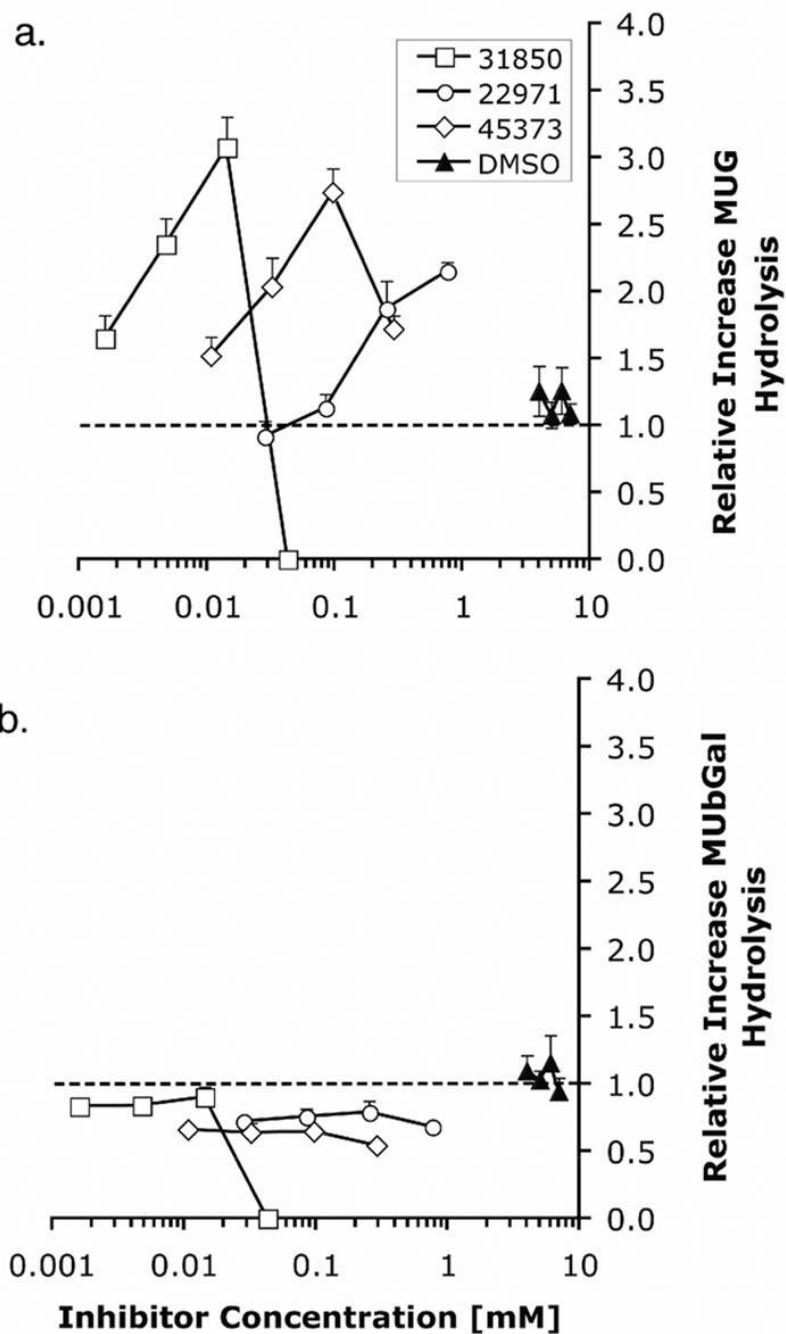 a.
31850
22971
45373
DMSO
4.0
3.5
3.0
2.5
2.0
1.5
1.0
0.5
0.0
Relative Increase MUG
Hydrolysis
0.001 0.01 0.1 1 10
b.
4.0
3.5
3.0
2.5
2.0
1.5
1.0
0.5
0.0
Relative Increase MUbGal
Hydrolysis
0.001 0.01 0.1 1 10
Inhibitor Concentration [mM]